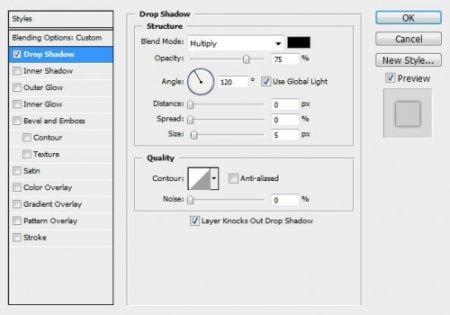 Styles
Blending Options: Custom
Drop Shadow
Inner Shadow
Outer Glow
Inner Glow
Bevel and Emboss
Contour
Texture
Satin
Color Overlay
Gradient Overlay
Pattern Overlay
Stroke
Drop Shadow
Structure
Blend Mode: Multiply
Opacity: 75 %
Angle: 120 ° Use Global Light
Distance: 0 px
Spread: 0 %
Size: 5 px
Quality
Contour: Anti-aliased
Noise: 0 %
Layer Knocks Out Drop Shadow
OK
Cancel
New Style...
Preview